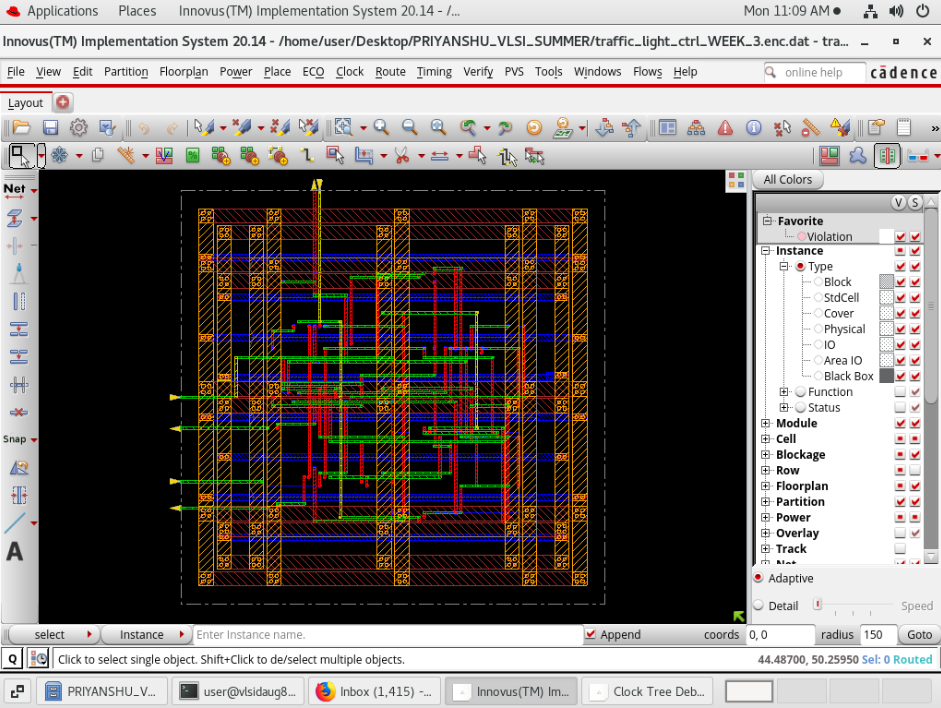 Applications Places Innovus(TM) Implementation System 20.14 - /... Mon 11:09 AM
Innovus(TM) Implementation System 20.14 - /home/user/Desktop/PRIYANSHU_VLSI_SUMMER/traffic_light_ctrl_WEEK_3.enc.dat - tra...
File View Edit Partition Floorplan Power Place ECO Clock Route Timing Verify PVS Tools Windows Flows Help online help cādence
Layout
»
Net All Colors
V S
Favorite
Violation
Instance
Type
Block
StdCell
Cover
Physical
IO
Area IO
Black Box
Function
Status
Module
Snap
Cell
Blockage
Row
Floorplan
Partition
Power
Overlay
A
Track
Net
Adaptive
Detail Speed
select Instance Enter Instance name. Append coords 0, 0 radius 150 Goto
Q Click to select single object. Shift+Click to de/select multiple objects. 44.48700, 50.25950 Sel: 0 Routed
PRIYANSHU_V... user@vlsidaug8... Inbox (1,415) -... Innovus(TM) Im... Clock Tree Deb...